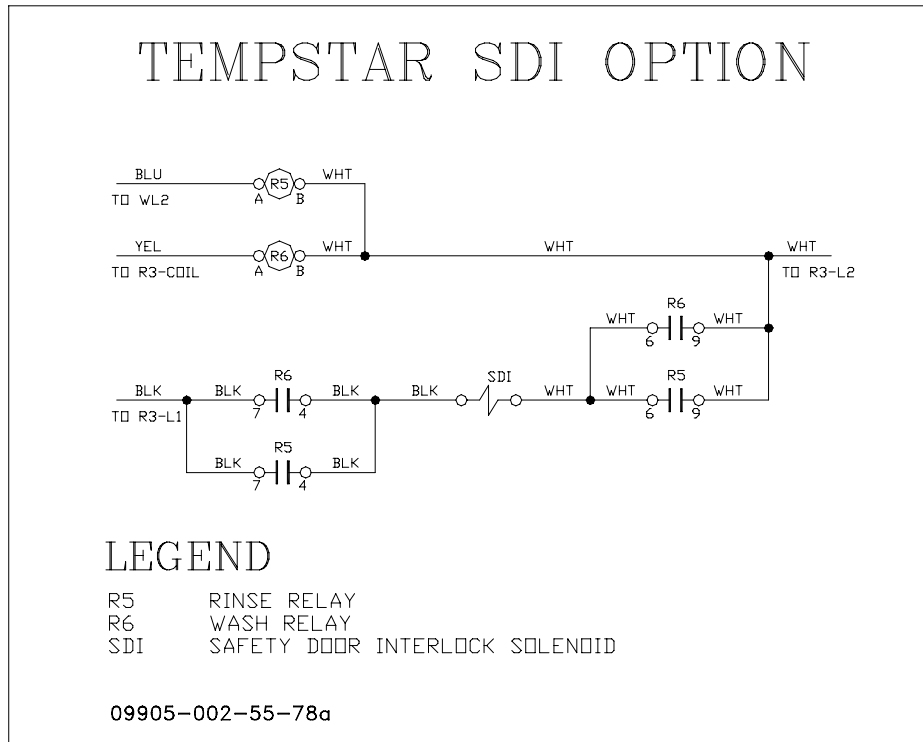 TEMPSTAR SDI OPTION
BLU R5 WHT
TO WL2 A B
YEL R6 WHT WHT WHT
TO R3-COIL A B TO R3-L2
R6
WHT WHT
6 9
R6 SDI R5
BLK BLK BLK BLK WHT WHT WHT
TO R3-L1 7 4 6 9
R5
BLK BLK
7 4
LEGEND
R5 RINSE RELAY
R6 WASH RELAY
SDI SAFETY DOOR INTERLOCK SOLENOID
09905-002-55-78a